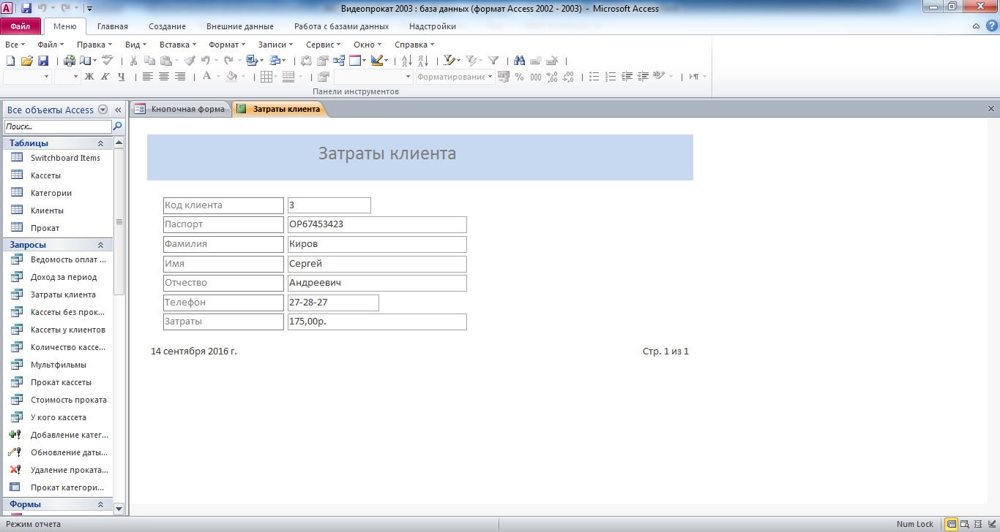 Видеопрокат 2003 : база данных (формат Access 2002 - 2003) - Microsoft Access
Файл Меню Главная Создание Внешние данные Работа с базами данных Надстройки
Все Файл Правка Вид Вставка Формат Записи Сервис Окно Справка
Ж К Ч Форматирование % 000
Панели инструментов
Все объекты Access «
Кнопочная форма Затраты клиента
Поиск...
Таблицы
Switchboard Items
Кассеты
Категории
Клиенты
Прокат
Запросы
Ведомость оплат ...
Доход за период
Затраты клиента
Кассеты без прок...
Кассеты у клиентов
Количество кассе...
Мультфильмы
Прокат кассеты
Стоимость проката
У кого кассета
Добавление катег...
Обновление даты...
Удаление проката...
Прокат категори...
Формы
Затраты клиента
Код клиента 3
Паспорт ОР67453423
Фамилия Киров
Имя Сергей
Отчество Андреевич
Телефон 27-28-27
Затраты 175,00р.
14 сентября 2016 г. Стр. 1 из 1
Режим отчета Num Lock